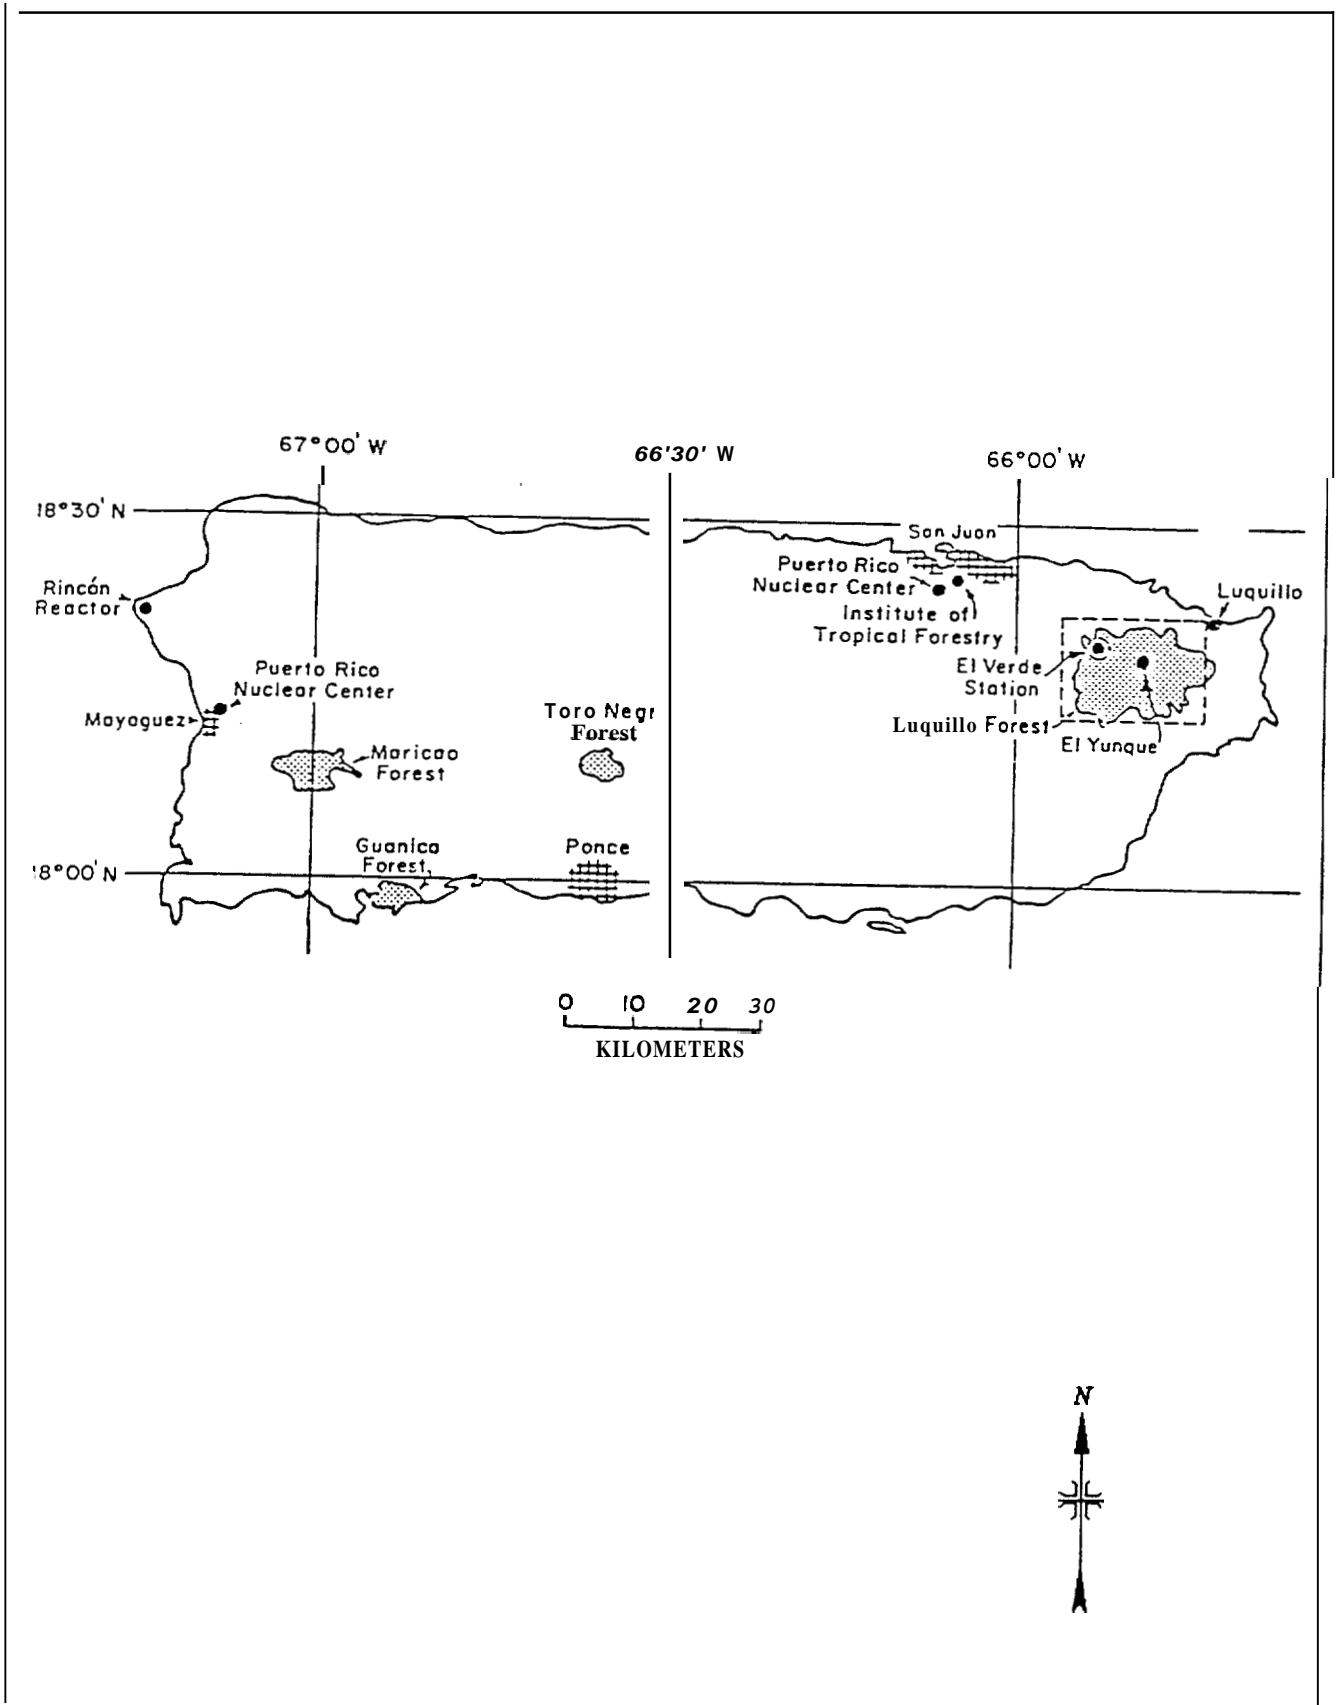 67°00' W
66'30' W
66°00' W
18°30' N
San Juan
Puerto Rico
Nuclear Center
Institute of
Tropical Forestry
Rincón
Reactor
Luquillo
El Verde
Station
Puerto Rico
Nuclear Center
Mayaguez
Toro Negr
Forest
Luquillo Forest
El Yunque
Maricao
Forest
Guanica
Forest
Ponce
18°00' N
0 10 20 30
KILOMETERS
N